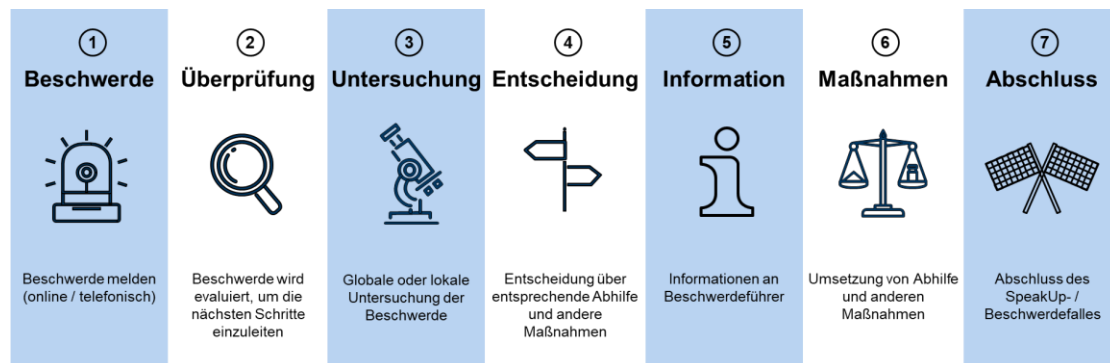 1
Beschwerde
Beschwerde melden
(online / telefonisch)
2
Überprüfung
Beschwerde wird
evaluiert, um die
nächsten Schritte
einzuleiten
3
Untersuchung
Globale oder lokale
Untersuchung der
Beschwerde
4
Entscheidung
Entscheidung über
entsprechende Abhilfe
und andere
Maßnahmen
5
Information
Informationen an
Beschwerdeführer
6
Maßnahmen
Umsetzung von Abhilfe
und anderen
Maßnahmen
7
Abschluss
Abschluss des
SpeakUp- /
Beschwerdefalles